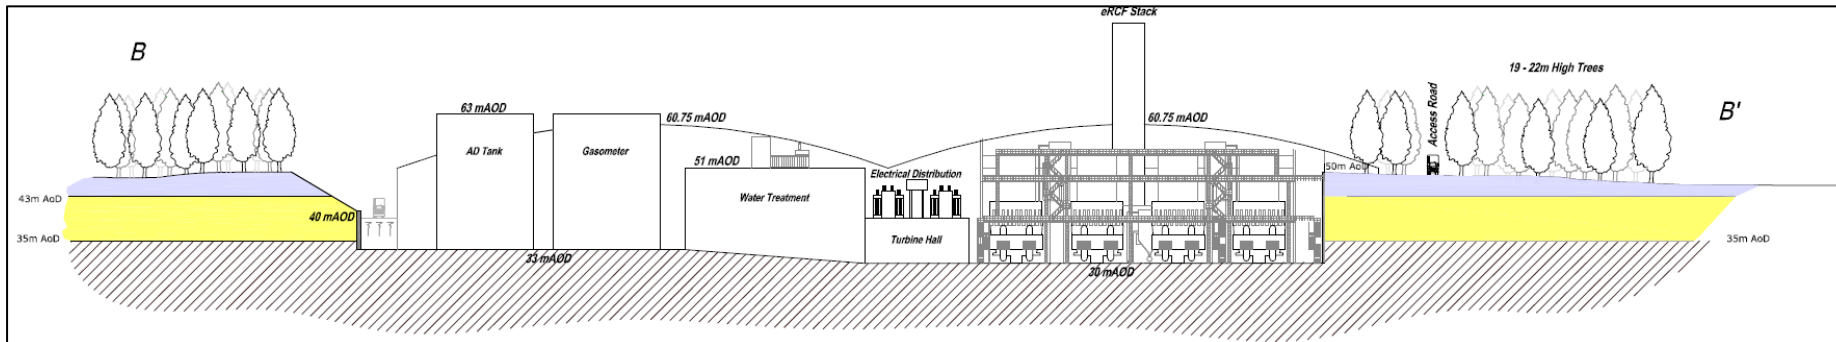 eRCF Stack
B
19 - 22m High Trees
63 mAOD
60.75 mAOD
60.75 mAOD
Access Road
B'
AD Tank
Gasometer
51 mAOD
50m AoD
Electrical Distribution
43m AoD
Water Treatment
40 mAOD
35m AoD
Turbine Hall
35m AoD
33 mAOD
30 mAOD